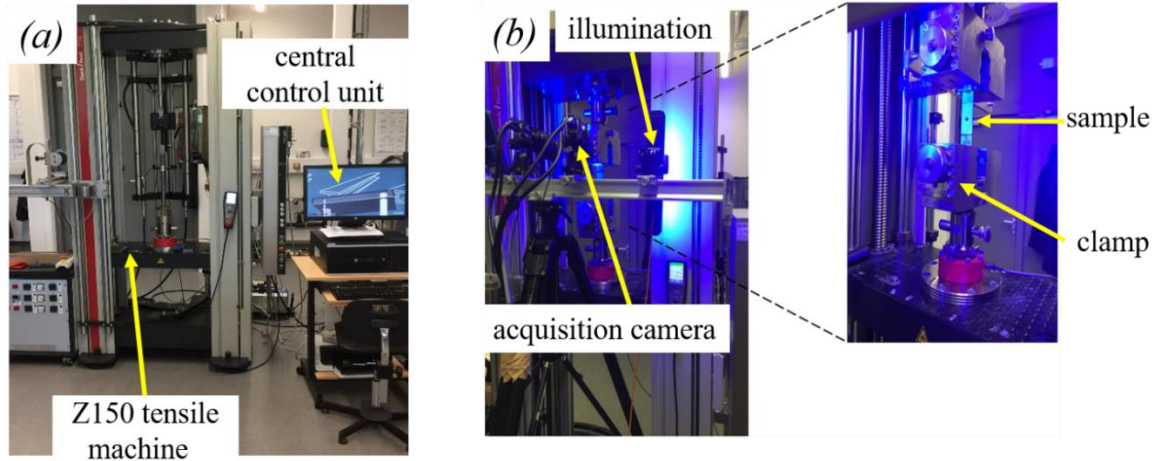 (a)
central
control unit
Z150 tensile
machine
(b)
illumination
acquisition camera
sample
clamp